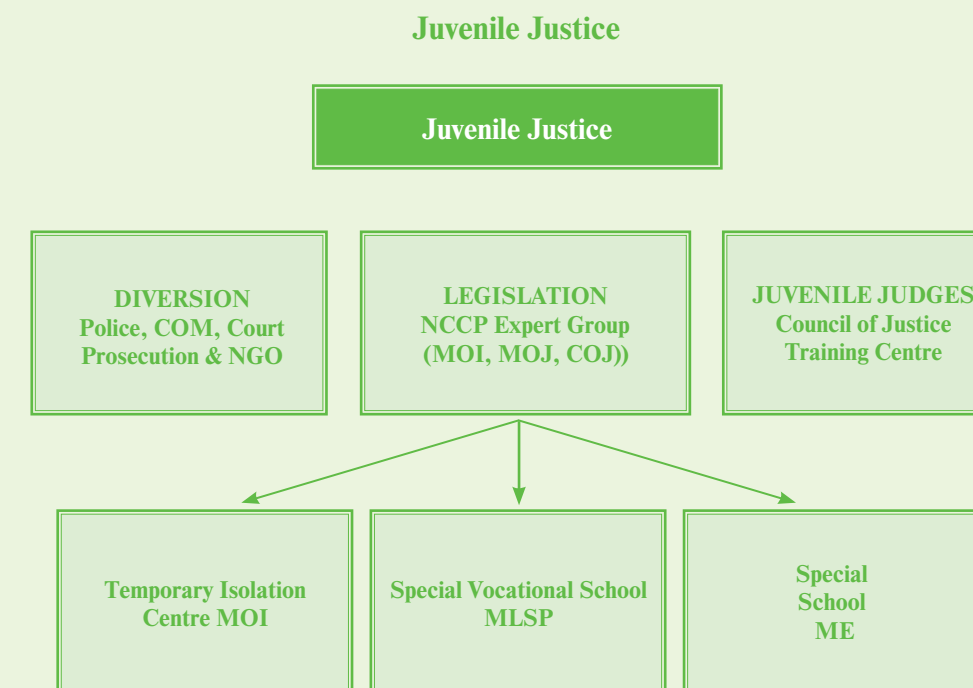 Juvenile Justice
Juvenile Justice
DIVERSION
Police, COM, Court
Prosecution & NGO
LEGISLATION
NCCP Expert Group
(MOI, MOJ, COJ))
JUVENILE JUDGES
Council of Justice
Training Centre
Temporary Isolation
Centre MOI
Special Vocational School
MLSP
Special
School
ME